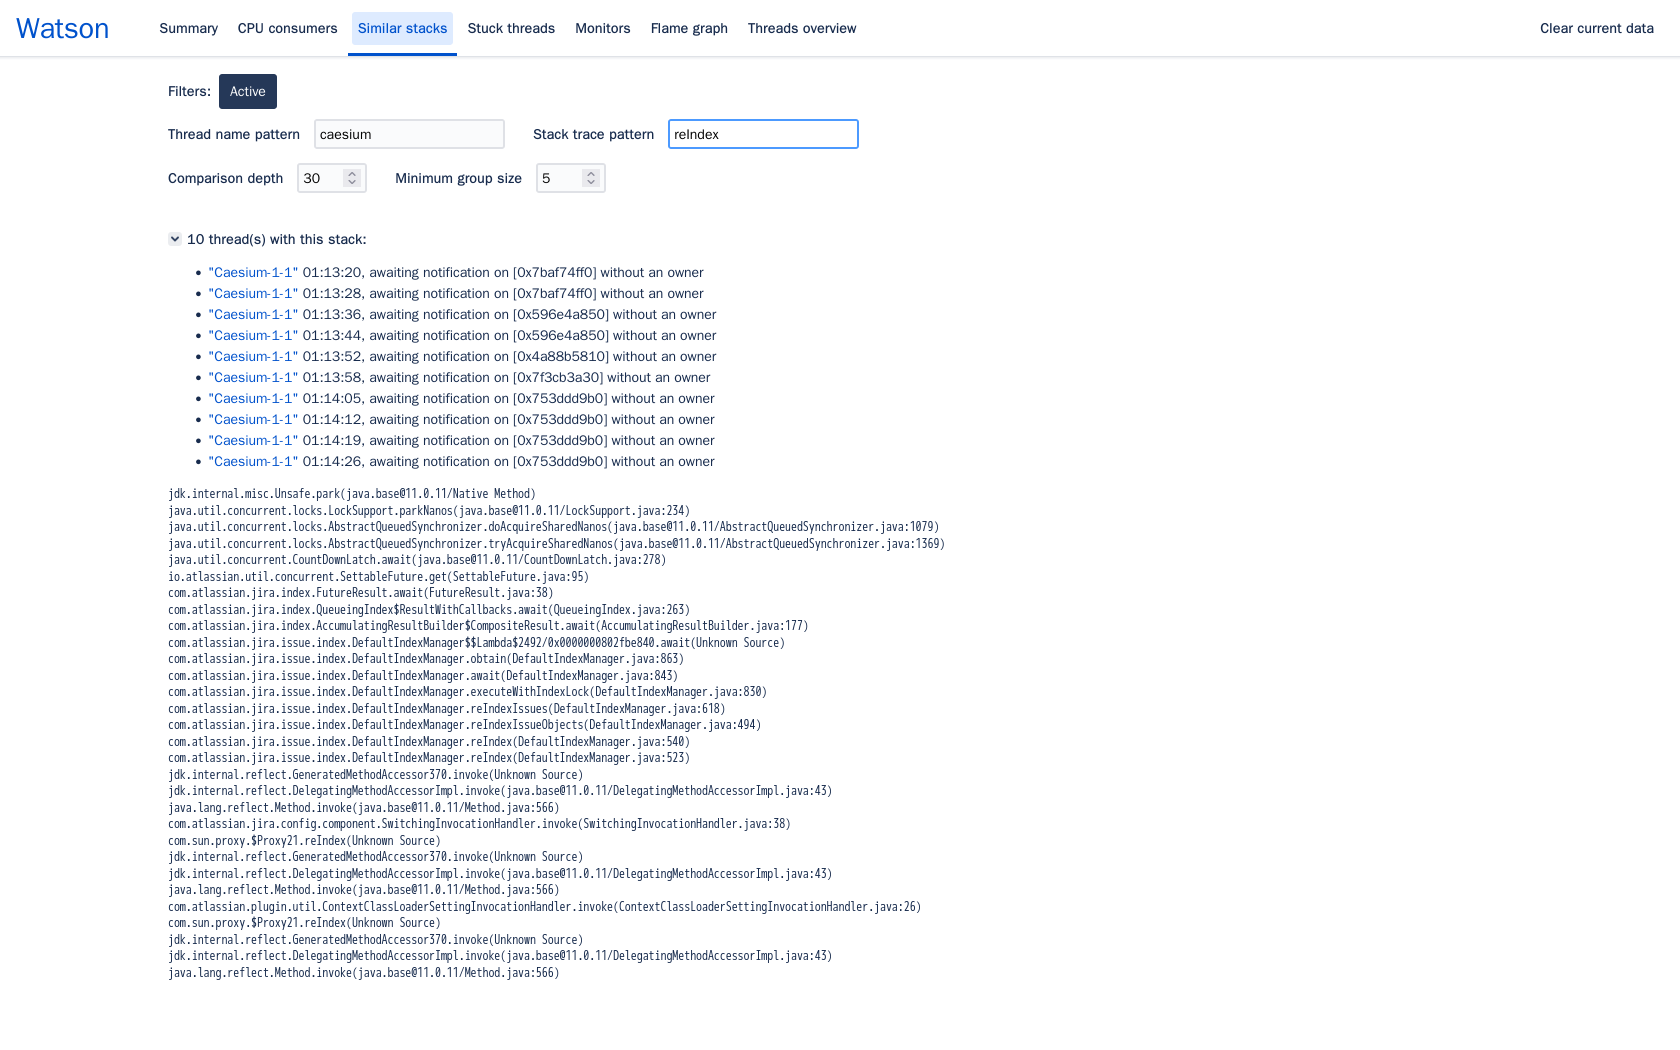 Watson Summary CPU consumers Similar stacks Stuck threads Monitors Flame graph Threads overview Clear current data
Filters: Active
Thread name pattern caesium Stack trace pattern reIndex
Comparison depth 30 Minimum group size 5
10 thread(s) with this stack:
• "Caesium-1-1" 01:13:20, awaiting notification on [0x7baf74ff0] without an owner
• "Caesium-1-1" 01:13:28, awaiting notification on [0x7baf74ff0] without an owner
• "Caesium-1-1" 01:13:36, awaiting notification on [0x596e4a850] without an owner
• "Caesium-1-1" 01:13:44, awaiting notification on [0x596e4a850] without an owner
• "Caesium-1-1" 01:13:52, awaiting notification on [0x4a88b5810] without an owner
• "Caesium-1-1" 01:13:58, awaiting notification on [0x7f3cb3a30] without an owner
• "Caesium-1-1" 01:14:05, awaiting notification on [0x753ddd9b0] without an owner
• "Caesium-1-1" 01:14:12, awaiting notification on [0x753ddd9b0] without an owner
• "Caesium-1-1" 01:14:19, awaiting notification on [0x753ddd9b0] without an owner
• "Caesium-1-1" 01:14:26, awaiting notification on [0x753ddd9b0] without an owner
jdk.internal.misc.Unsafe.park(java.base@11.0.11/Native Method)
java.util.concurrent.locks.LockSupport.parkNanos(java.base@11.0.11/LockSupport.java:234)
java.util.concurrent.locks.AbstractQueuedSynchronizer.doAcquireSharedNanos(java.base@11.0.11/AbstractQueuedSynchronizer.java:1079)
java.util.concurrent.locks.AbstractQueuedSynchronizer.tryAcquireSharedNanos(java.base@11.0.11/AbstractQueuedSynchronizer.java:1369)
java.util.concurrent.CountDownLatch.await(java.base@11.0.11/CountDownLatch.java:278)
io.atlassian.util.concurrent.SettableFuture.get(SettableFuture.java:95)
com.atlassian.jira.index.FutureResult.await(FutureResult.java:38)
com.atlassian.jira.index.QueueingIndex$ResultWithCallbacks.await(QueueingIndex.java:263)
com.atlassian.jira.index.AccumulatingResultBuilder$CompositeResult.await(AccumulatingResultBuilder.java:177)
com.atlassian.jira.issue.index.DefaultIndexManager$$Lambda$2492/0x0000000802fbe840.await(Unknown Source)
com.atlassian.jira.issue.index.DefaultIndexManager.obtain(DefaultIndexManager.java:863)
com.atlassian.jira.issue.index.DefaultIndexManager.await(DefaultIndexManager.java:843)
com.atlassian.jira.issue.index.DefaultIndexManager.executeWithIndexLock(DefaultIndexManager.java:830)
com.atlassian.jira.issue.index.DefaultIndexManager.reIndexIssues(DefaultIndexManager.java:618)
com.atlassian.jira.issue.index.DefaultIndexManager.reIndexIssueObjects(DefaultIndexManager.java:494)
com.atlassian.jira.issue.index.DefaultIndexManager.reIndex(DefaultIndexManager.java:540)
com.atlassian.jira.issue.index.DefaultIndexManager.reIndex(DefaultIndexManager.java:523)
jdk.internal.reflect.GeneratedMethodAccessor370.invoke(Unknown Source)
jdk.internal.reflect.DelegatingMethodAccessorImpl.invoke(java.base@11.0.11/DelegatingMethodAccessorImpl.java:43)
java.lang.reflect.Method.invoke(java.base@11.0.11/Method.java:566)
com.atlassian.jira.config.component.SwitchingInvocationHandler.invoke(SwitchingInvocationHandler.java:38)
com.sun.proxy.$Proxy21.reIndex(Unknown Source)
jdk.internal.reflect.GeneratedMethodAccessor370.invoke(Unknown Source)
jdk.internal.reflect.DelegatingMethodAccessorImpl.invoke(java.base@11.0.11/DelegatingMethodAccessorImpl.java:43)
java.lang.reflect.Method.invoke(java.base@11.0.11/Method.java:566)
com.atlassian.plugin.util.ContextClassLoaderSettingInvocationHandler.invoke(ContextClassLoaderSettingInvocationHandler.java:26)
com.sun.proxy.$Proxy21.reIndex(Unknown Source)
jdk.internal.reflect.GeneratedMethodAccessor370.invoke(Unknown Source)
jdk.internal.reflect.DelegatingMethodAccessorImpl.invoke(java.base@11.0.11/DelegatingMethodAccessorImpl.java:43)
java.lang.reflect.Method.invoke(java.base@11.0.11/Method.java:566)